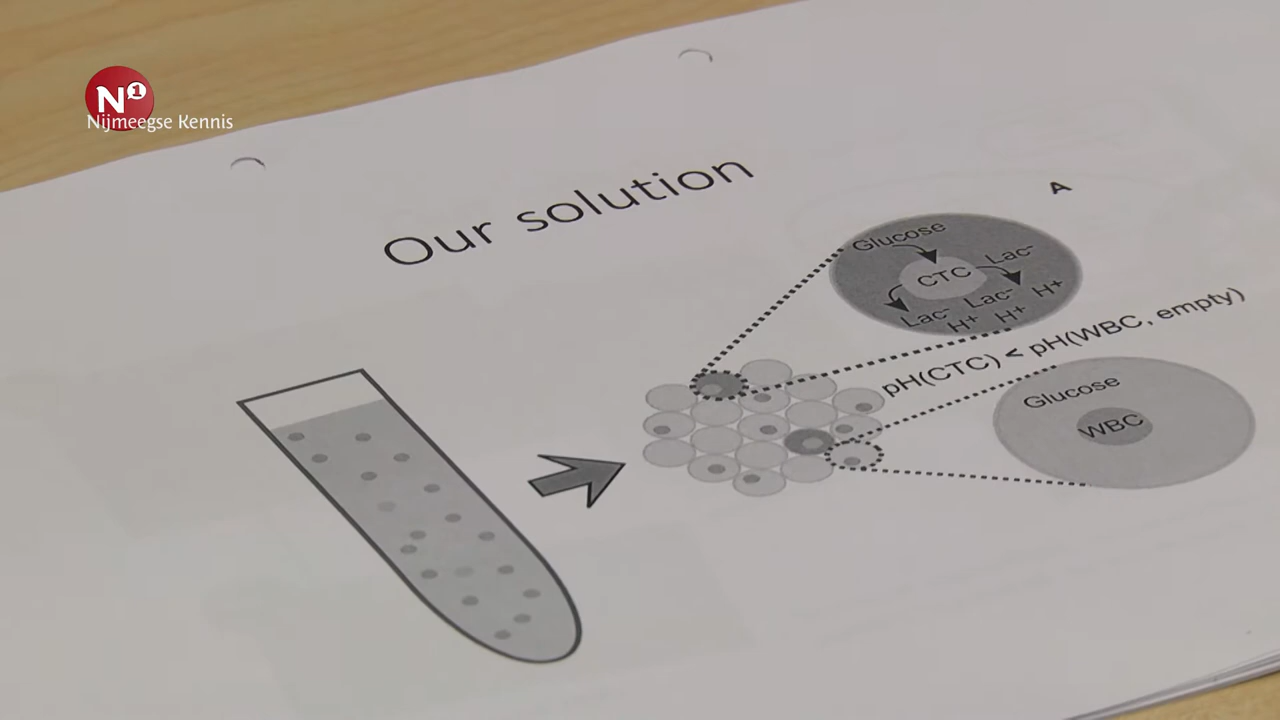 N1
Nijmeegse Kennis
Our solution
A
Glucose
CTC
Lac-
Lac-
Lac-
H+
H+
H+
pH(CTC) < pH(WBC, empty)
Glucose
WBC